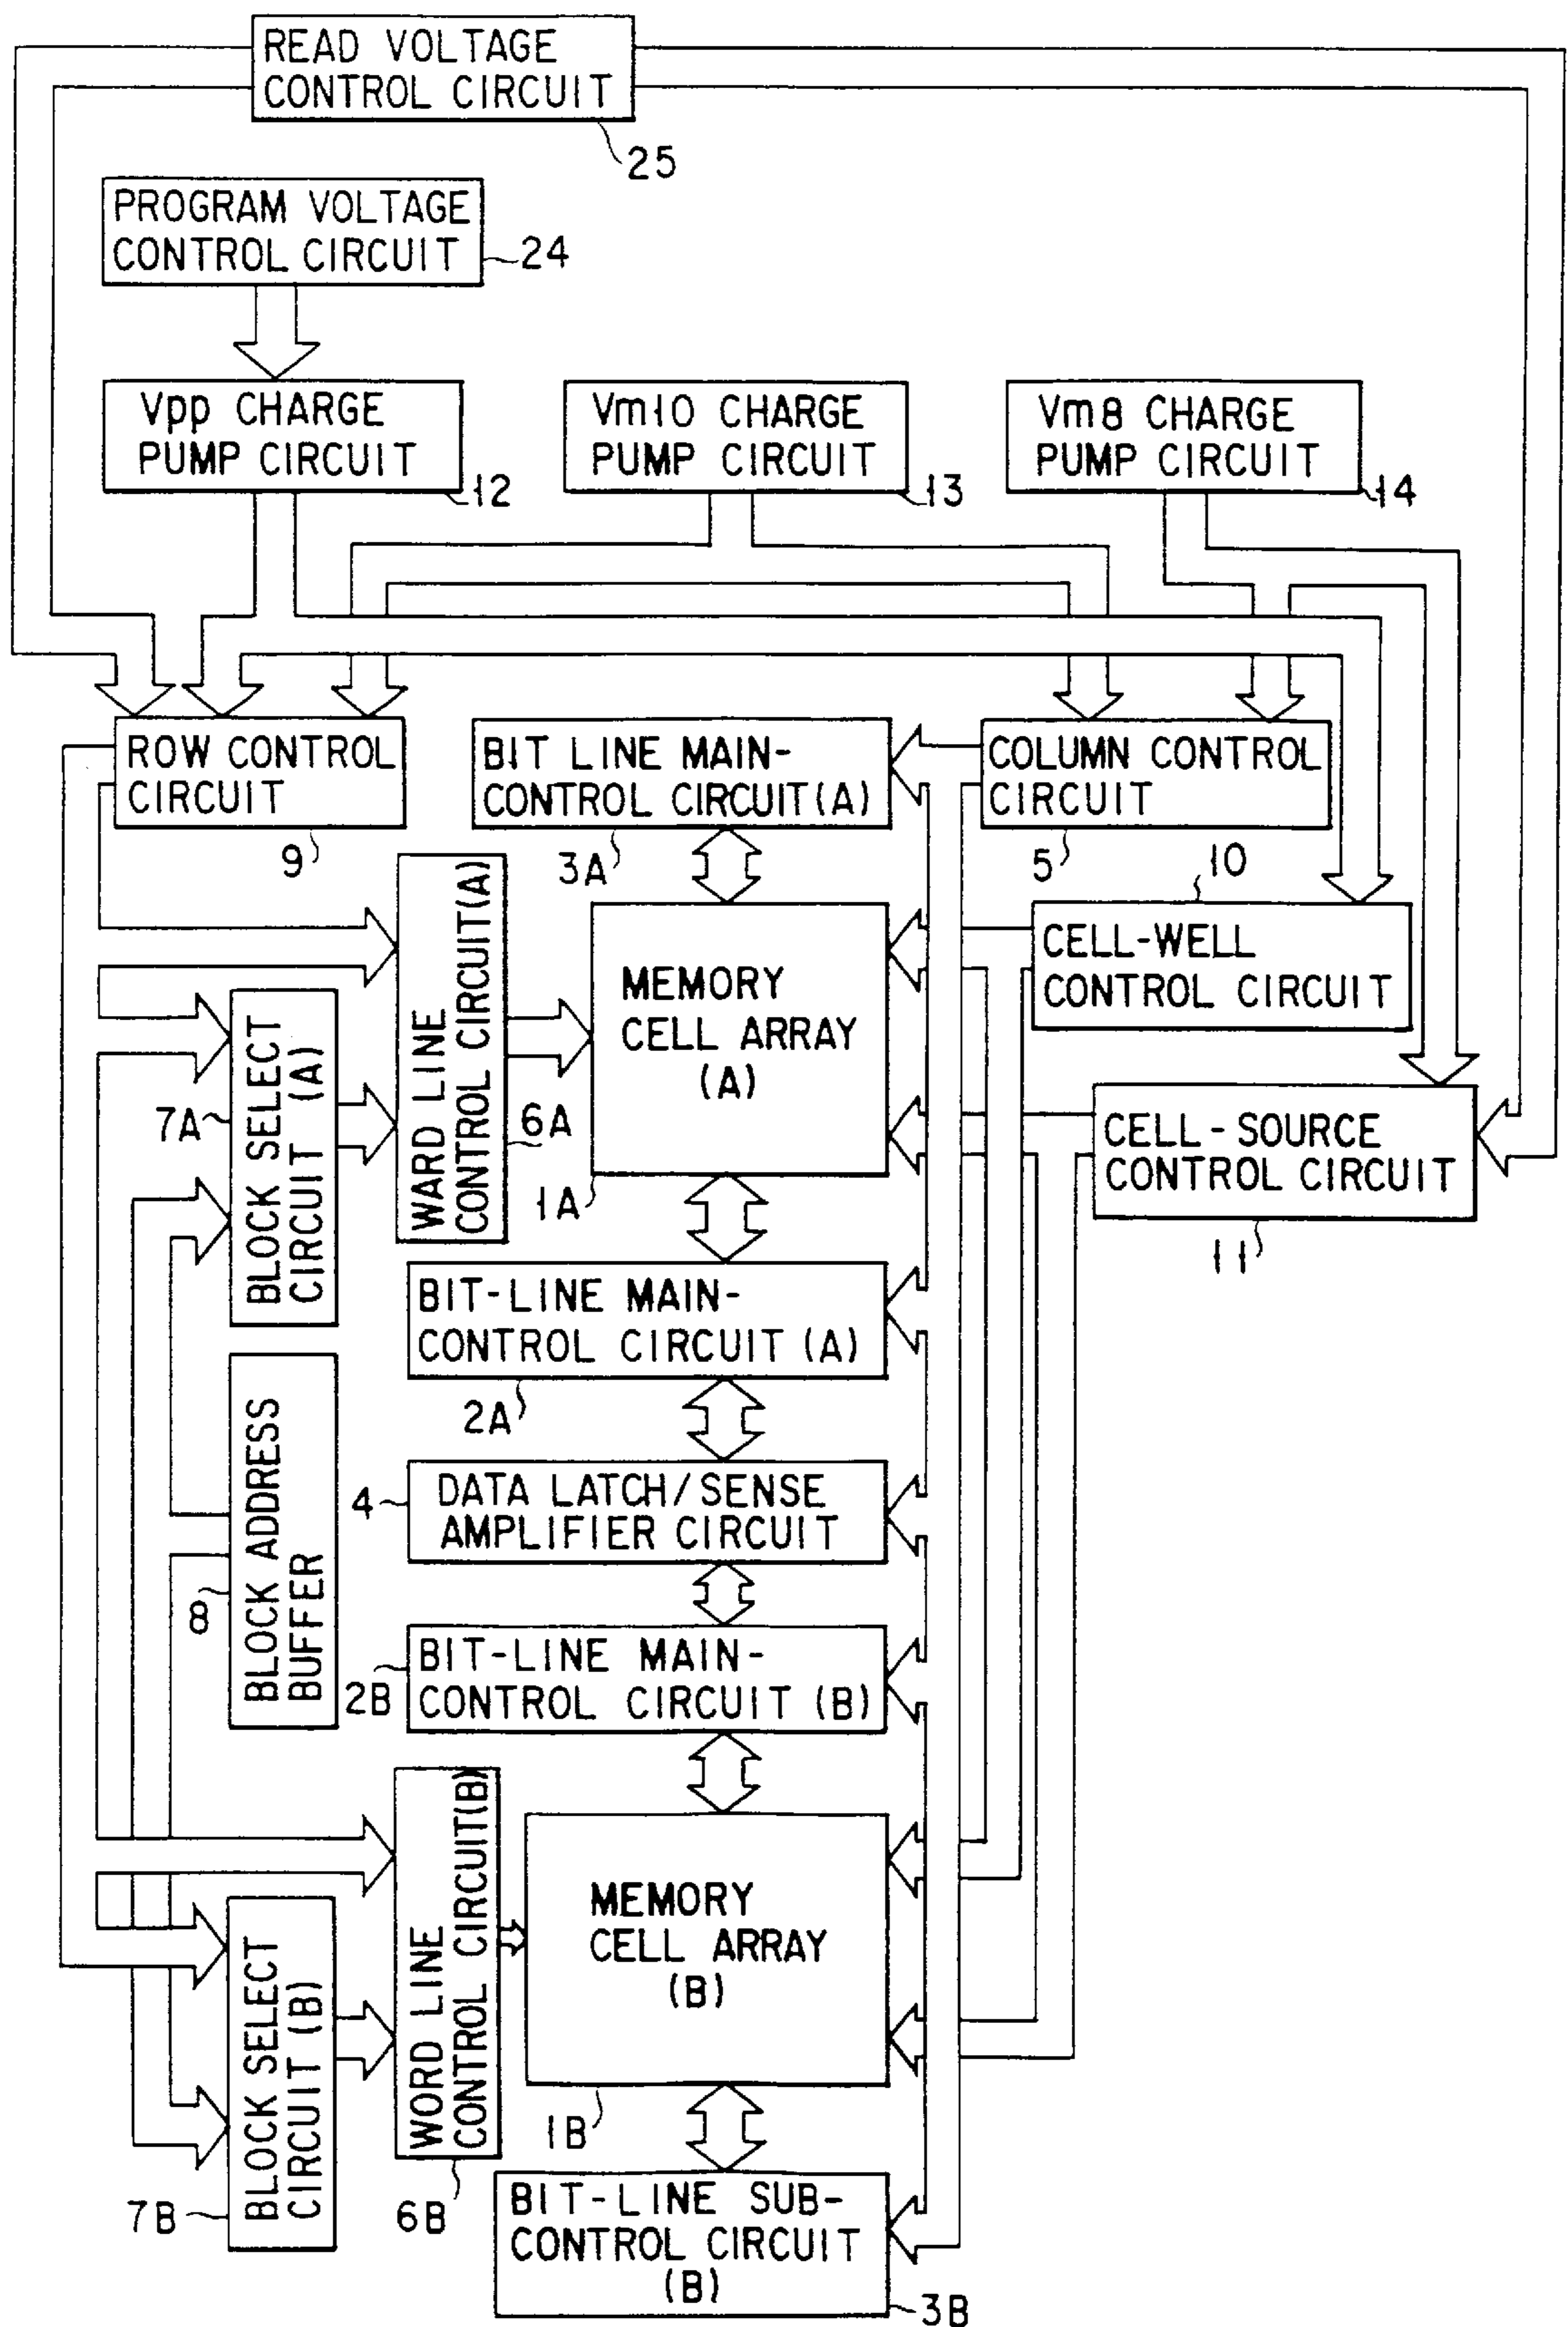 READ VOLTAGE
CONTROL CIRCUIT
25
PROGRAM VOLTAGE
CONTROL CIRCUIT
24
Vpp CHARGE
PUMP CIRCUIT
12
Vm10 CHARGE
PUMP CIRCUIT
13
Vm8 CHARGE
PUMP CIRCUIT
14
ROW CONTROL
CIRCUIT
9
BIT LINE MAIN-
CONTROL CIRCUIT(A)
3A
COLUMN CONTROL
CIRCUIT
5
10
CELL-WELL
CONTROL CIRCUIT
MEMORY
CELL ARRAY
(A)
1A
WARD LINE
CONTROL CIRCUIT(A)
6A
BLOCK SELECT
CIRCUIT (A)
7A
CELL-SOURCE
CONTROL CIRCUIT
11
BIT-LINE MAIN-
CONTROL CIRCUIT (A)
2A
BLOCK ADDRESS
BUFFER
8
4
DATA LATCH/SENSE
AMPLIFIER CIRCUIT
BIT-LINE MAIN-
CONTROL CIRCUIT (B)
2B
WORD LINE
CONTROL CIRCUIT(B)
6B
MEMORY
CELL ARRAY
(B)
1B
BLOCK SELECT
CIRCUIT (B)
7B
BIT-LINE SUB-
CONTROL CIRCUIT
(B)
3B